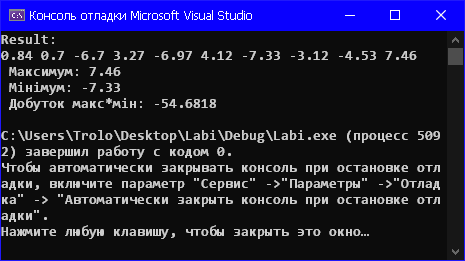 Консоль отладки Microsoft Visual Studio
Result:
0.84 0.7 -6.7 3.27 -6.97 4.12 -7.33 -3.12 -4.53 7.46
Максимум: 7.46
Мінімум: -7.33
Добуток макс*мін: -54.6818
C:\Users\Trolo\Desktop\Labi\Debug\Labi.exe (процесс 509
2) завершил работу с кодом 0.
Чтобы автоматически закрывать консоль при остановке отл
адки, включите параметр "Сервис" ->"Параметры" ->"Отлад
ка" -> "Автоматически закрыть консоль при остановке отл
адки".
Нажмите любую клавишу, чтобы закрыть это окно…